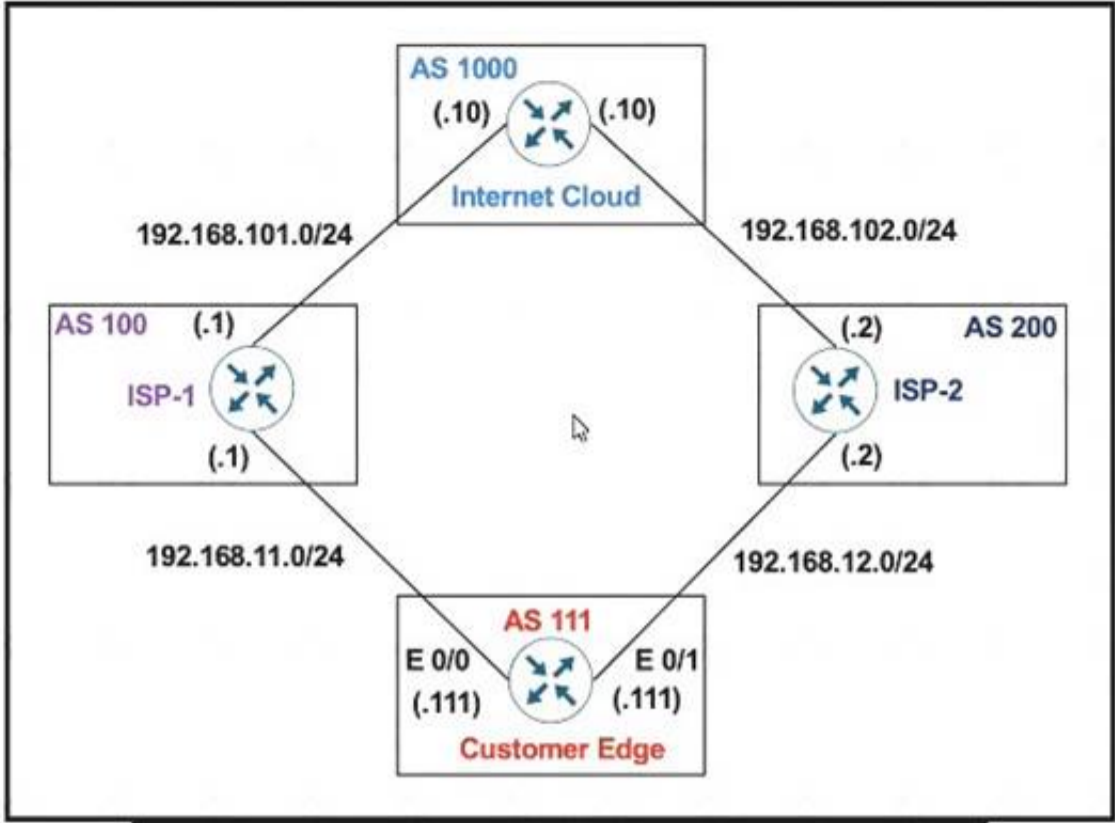 AS 1000
(.10) (.10)
Internet Cloud
192.168.101.0/24 192.168.102.0/24
AS 100 (.1) (.2) AS 200
ISP-1 ISP-2
(.1) (.2)
192.168.11.0/24 192.168.12.0/24
AS 111
E 0/0 E 0/1
(.111) (.111)
Customer Edge